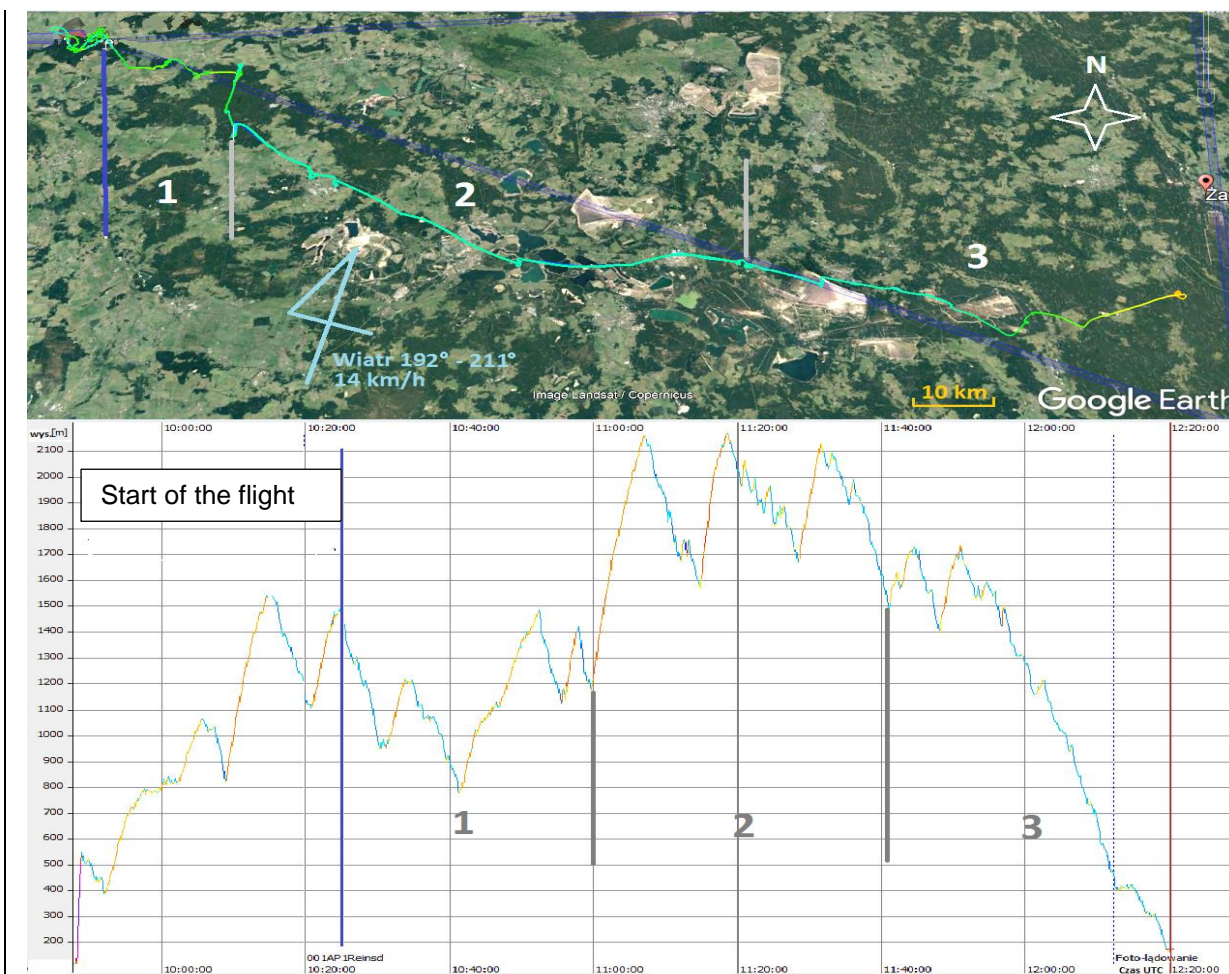 N
Ża
1
2
3
Wiatr 192° - 211°
14 km/h
Image Landsat / Copernicus
10 km
Google Earth
wys.[m]
10:00:00 10:20:00 10:40:00 11:00:00 11:20:00 11:40:00 12:00:00 12:20:00
2100
2000
Start of the flight
1900
1800
1700
1600
1500
1400
1300
1200
1100
1000
900
800
700
600
500
400
300
200
1
2
3
001AP1Reinsd
Foto-lądowanie
10:00:00 10:20:00 10:40:00 11:00:00 11:20:00 11:40:00 12:00:00 Czas UTC 12:20:00